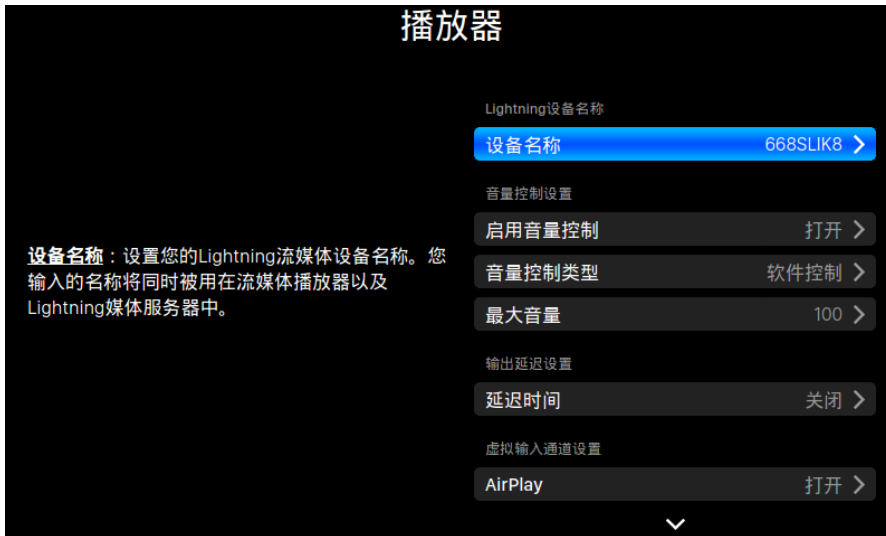 播放器
Lightning设备名称
设备名称 668SLIK8
音量控制设置
启用音量控制 打开
音量控制类型 软件控制
最大音量 100
输出延迟设置
延迟时间 关闭
虚拟输入通道设置
AirPlay 打开
设备名称：设置您的Lightning流媒体设备名称。您
输入的名称将同时被用在流媒体播放器以及
Lightning媒体服务器中。